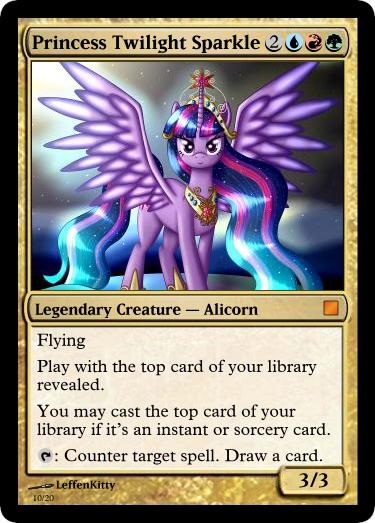 Princess Twilight Sparkle 2
Legendary Creature — Alicorn
Flying
Play with the top card of your library
revealed.
You may cast the top card of your
library if it's an instant or sorcery card.
: Counter target spell. Draw a card.
3/3
LeffenKitty
10/20